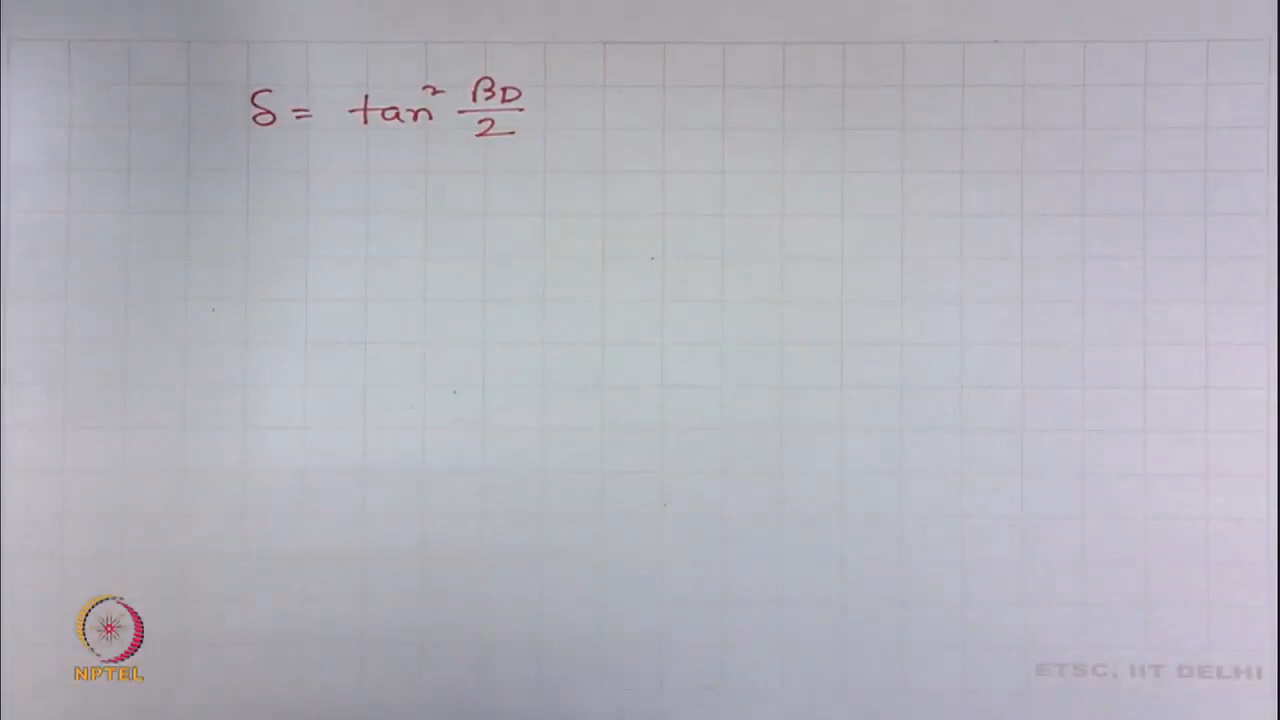 δ = tan² βD/2
NPTEL
ETSC, IIT DELHI